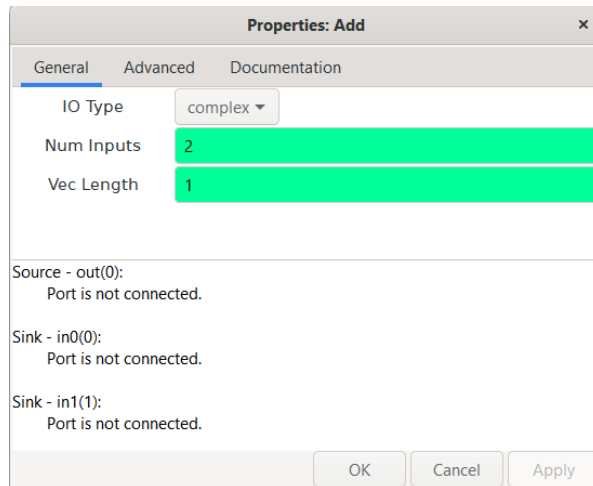 Properties: Add ×
General Advanced Documentation
IO Type complex
Num Inputs 2
Vec Length 1
Source - out(0):
Port is not connected.
Sink - in0(0):
Port is not connected.
Sink - in1(1):
Port is not connected.
OK Cancel Apply